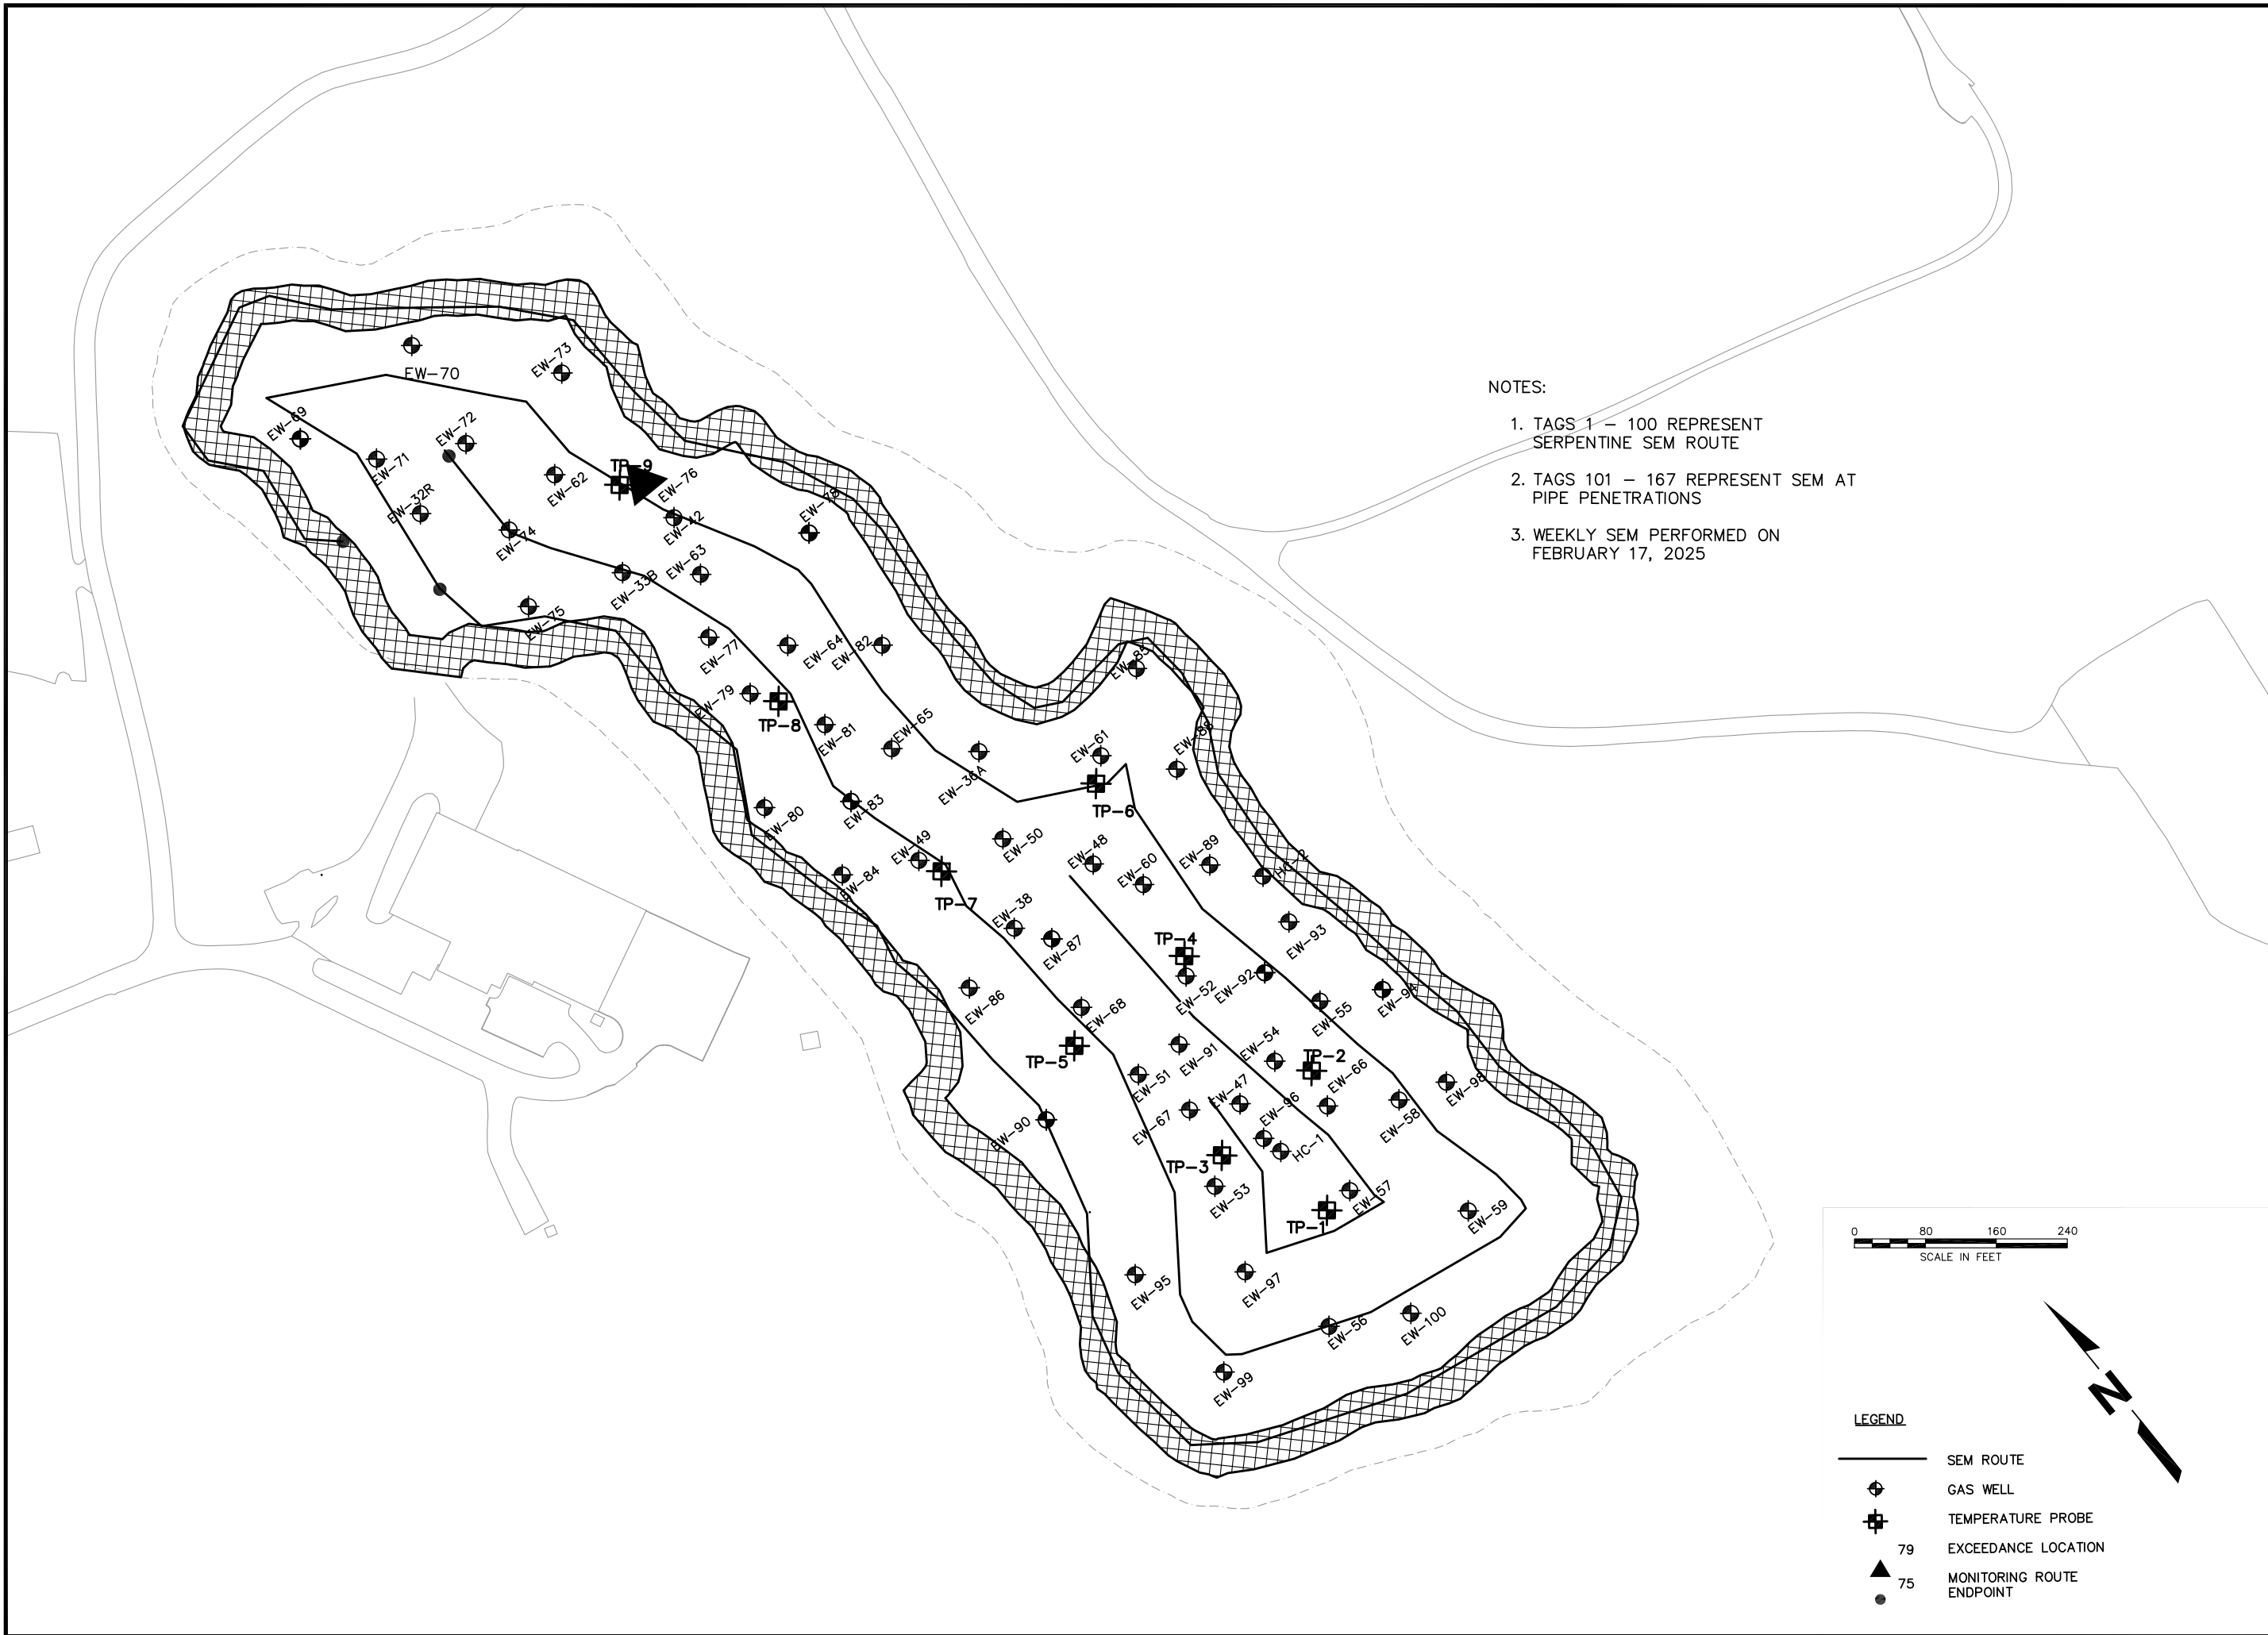 EW-73
EW-70
EW-69
EW-72
EW-71
TP-9
EW-62
EW-76
EW-32R
EW-78
EW-42
EW-74
EW-63
EW-33B
EW-75
EW-77
EW-64
EW-82
EW-85
EW-79
TP-8
EW-81
EW-65
EW-61
EW-88
EW-36A
TP-6
EW-80
EW-83
EW-49
EW-50
EW-48
EW-60
EW-89
HC-2
EW-84
TP-7
EW-38
EW-87
TP-4
EW-93
EW-52
EW-92
EW-94
EW-86
EW-68
EW-55
TP-5
EW-91
EW-54
TP-2
EW-66
EW-51
EW-47
EW-96
EW-98
EW-67
EW-58
EW-90
TP-3
HC-1
EW-53
EW-57
TP-1
EW-59
EW-95
EW-97
EW-56
EW-100
EW-99
NOTES:
1. TAGS 1 - 100 REPRESENT
SERPENTINE SEM ROUTE
2. TAGS 101 - 167 REPRESENT SEM AT
PIPE PENETRATIONS
3. WEEKLY SEM PERFORMED ON
FEBRUARY 17, 2025
0 80 160 240
SCALE IN FEET
N
LEGEND
SEM ROUTE
GAS WELL
TEMPERATURE PROBE
79 EXCEEDANCE LOCATION
75 MONITORING ROUTE
ENDPOINT